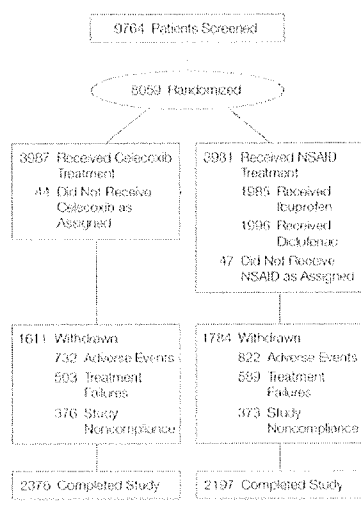 9764 Patients Screened
8059 Randomized
3987 Received Celecoxib
Treatment
44 Did Not Receive
Celecoxib as
Assigned
3981 Received NSAID
Treatment
1985 Received
Ibuprofen
1996 Received
Diclofenac
47 Did Not Receive
NSAID as Assigned
1611 Withdrawn
732 Adverse Events
503 Treatment
Failures
376 Study
Noncompliance
1784 Withdrawn
822 Adverse Events
589 Treatment
Failures
373 Study
Noncompliance
2376 Completed Study
2197 Completed Study